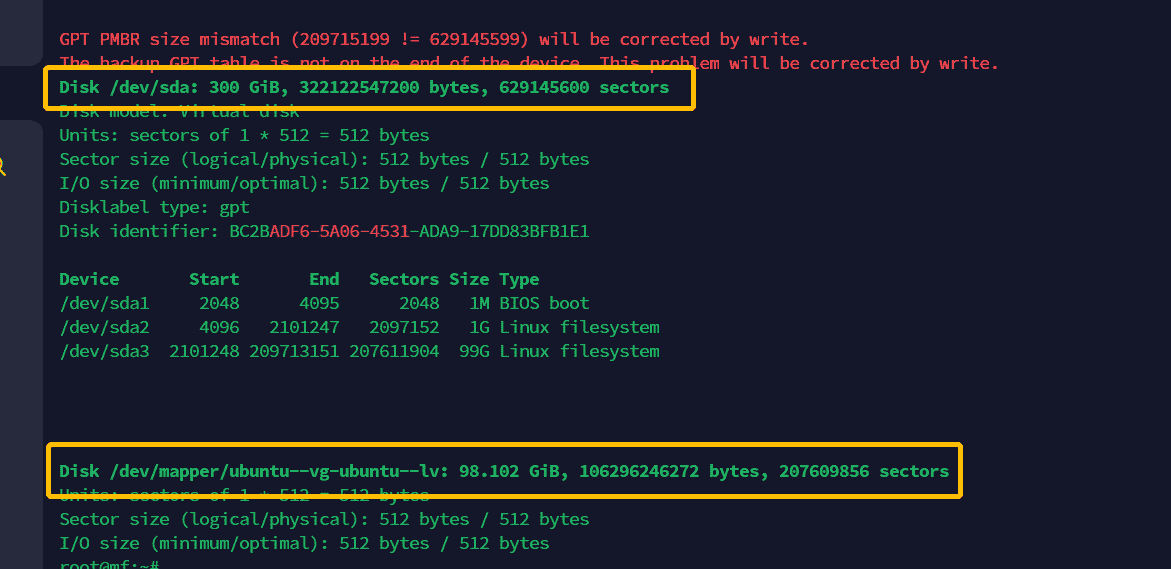 GPT PMBR size mismatch (209715199 != 629145599) will be corrected by write.
The backup GPT table is not on the end of the device. This problem will be corrected by write.
Disk /dev/sda: 300 GiB, 322122547200 bytes, 629145600 sectors
Disk model: Virtual disk
Units: sectors of 1 * 512 = 512 bytes
Sector size (logical/physical): 512 bytes / 512 bytes
I/O size (minimum/optimal): 512 bytes / 512 bytes
Disklabel type: gpt
Disk identifier: BC2BADF6-5A06-4531-ADA9-17DD83BFB1E1
Device Start End Sectors Size Type
/dev/sda1 2048 4095 2048 1M BIOS boot
/dev/sda2 4096 2101247 2097152 1G Linux filesystem
/dev/sda3 2101248 209713151 207611904 99G Linux filesystem
Disk /dev/mapper/ubuntu--vg-ubuntu--lv: 98.102 GiB, 106296246272 bytes, 207609856 sectors
Units: sectors of 1 * 512 = 512 bytes
Sector size (logical/physical): 512 bytes / 512 bytes
I/O size (minimum/optimal): 512 bytes / 512 bytes
root@mf:~#